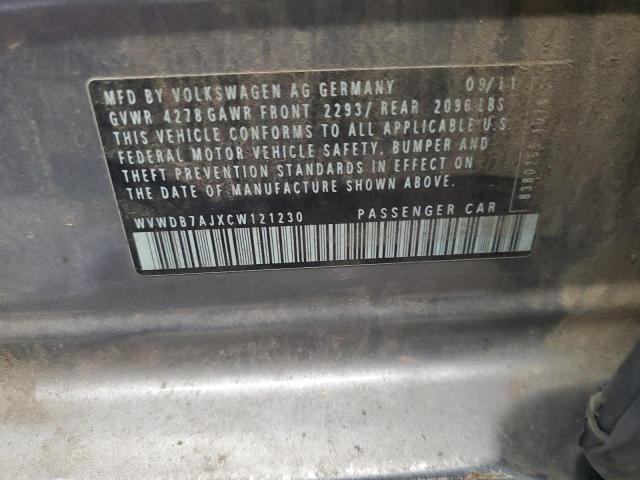 MFD BY VOLKSWAGEN AG GERMANY 09/11
GVWR 4278 GAWR FRONT 2293/ REAR 2096 LBS
THIS VEHICLE CONFORMS TO ALL APPLICABLE U.S.
FEDERAL MOTOR VEHICLE SAFETY, BUMPER AND
THEFT PREVENTION STANDARDS IN EFFECT ON
THE DATE OF MANUFACTURE SHOWN ABOVE.
WVWDB7AJXCW121230 PASSENGER CAR